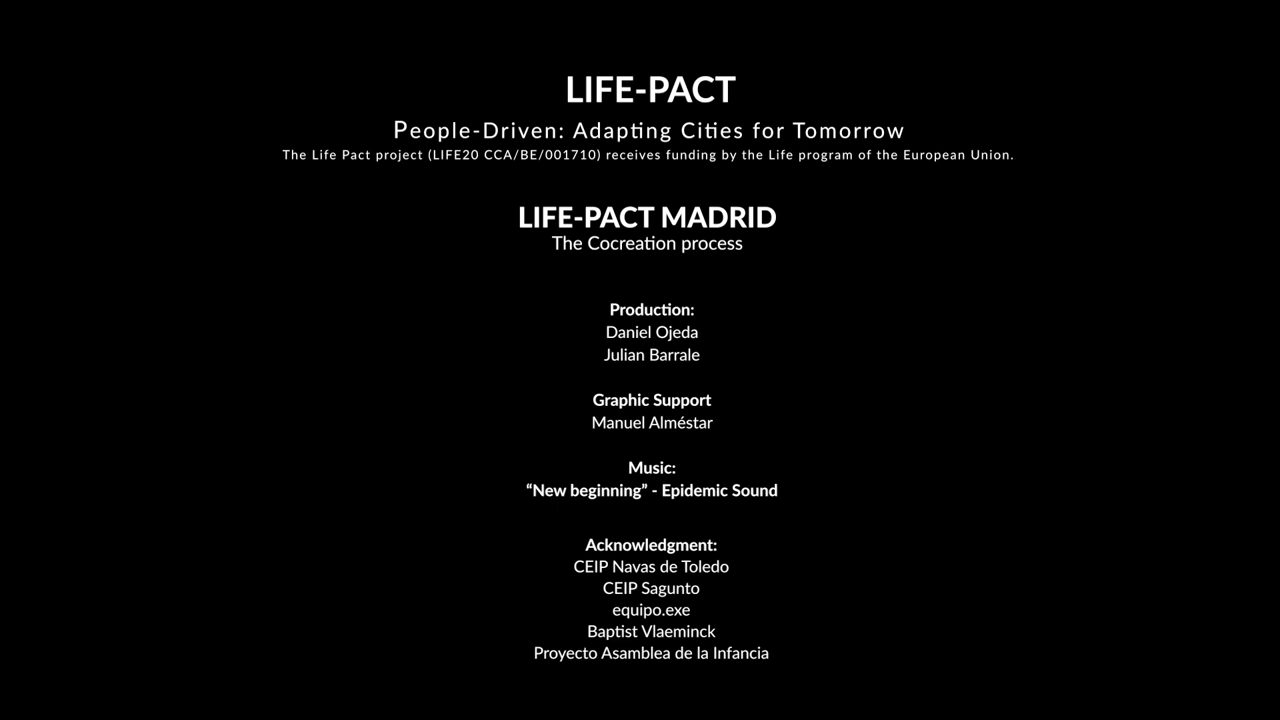 LIFE-PACT
People-Driven: Adapting Cities for Tomorrow
The Life Pact project (LIFE20 CCA/BE/001710) receives funding by the Life program of the European Union.
LIFE-PACT MADRID
The Cocreation process
Production:
Daniel Ojeda
Julian Barrale
Graphic Support
Manuel Alméstar
Music:
“New beginning” - Epidemic Sound
Acknowledgment:
CEIP Navas de Toledo
CEIP Sagunto
equipo.exe
Baptist Vlaeminck
Proyecto Asamblea de la Infancia